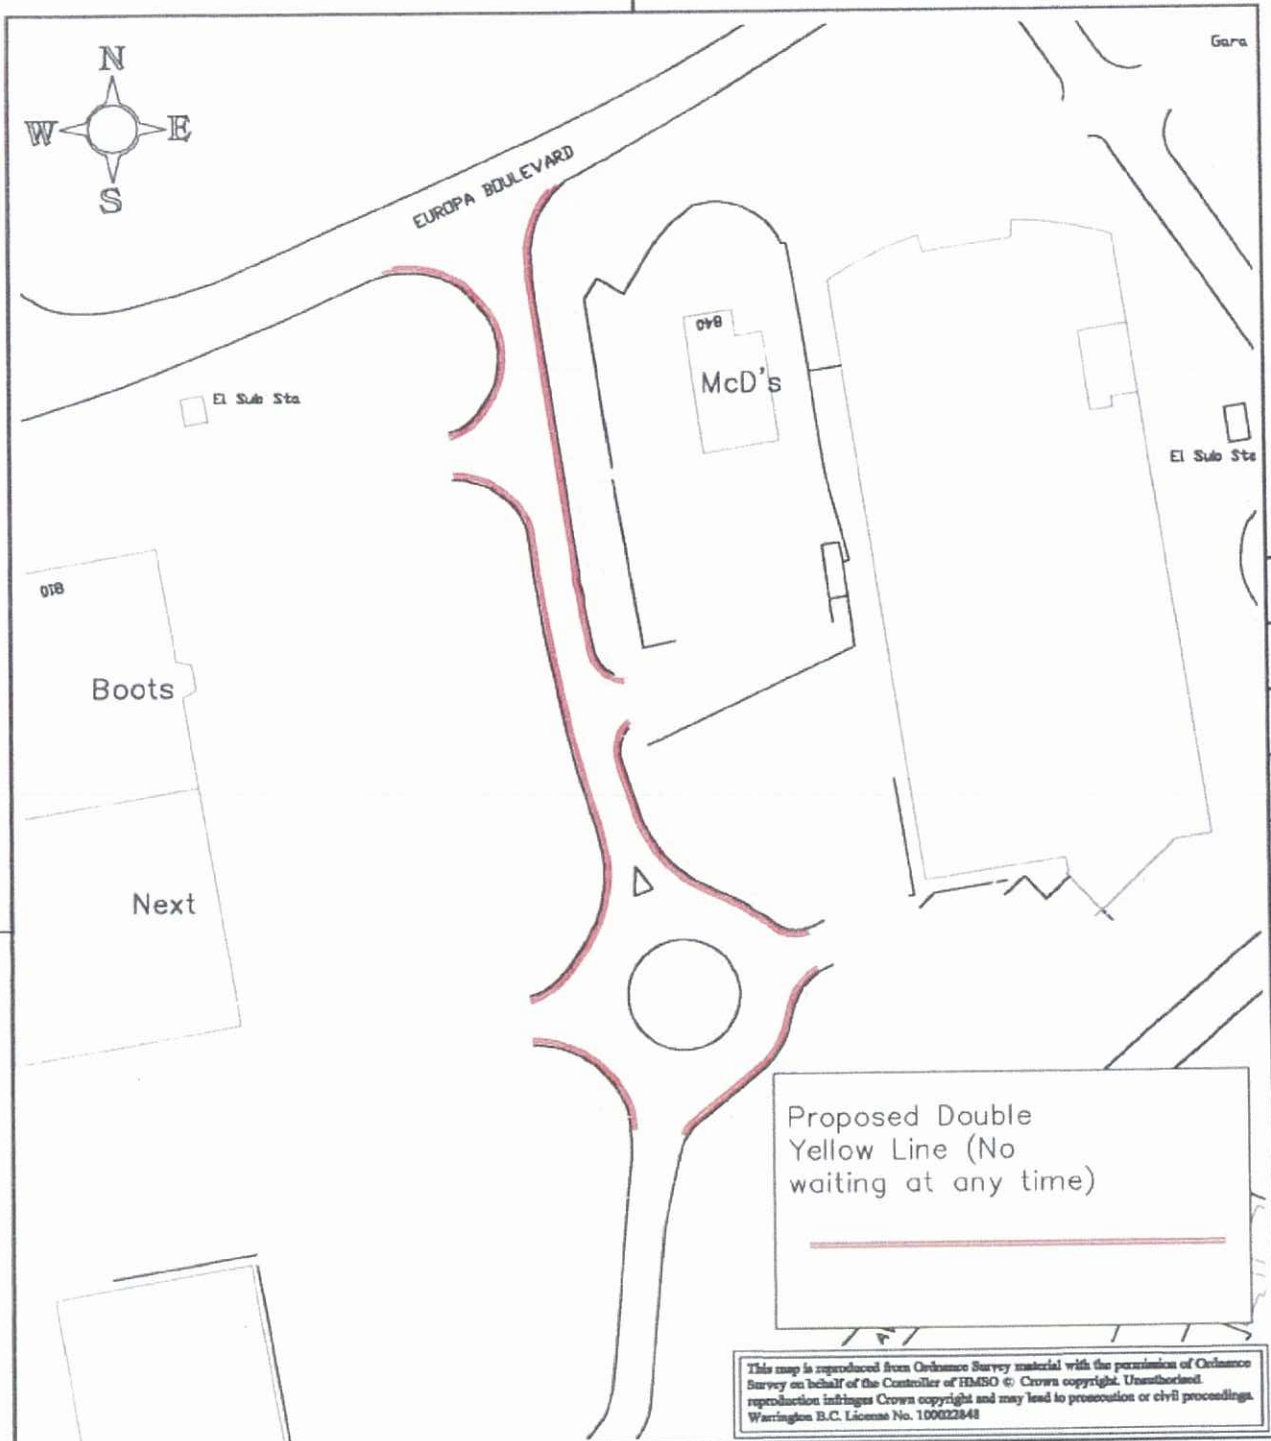 Gara
N
W E
S
EUROPA BOULEVARD
840
McD's
El Sub Sta
El Sub Sta
810
Boots
Next
Proposed Double
Yellow Line (No
waiting at any time)
This map is reproduced from Ordnance Survey material with the permission of Ordnance
Survey on behalf of the Controller of HMSO © Crown copyright. Unauthorised
reproduction infringes Crown copyright and may lead to prosecution or civil proceedings.
Warrington B.C. License No. 100022848